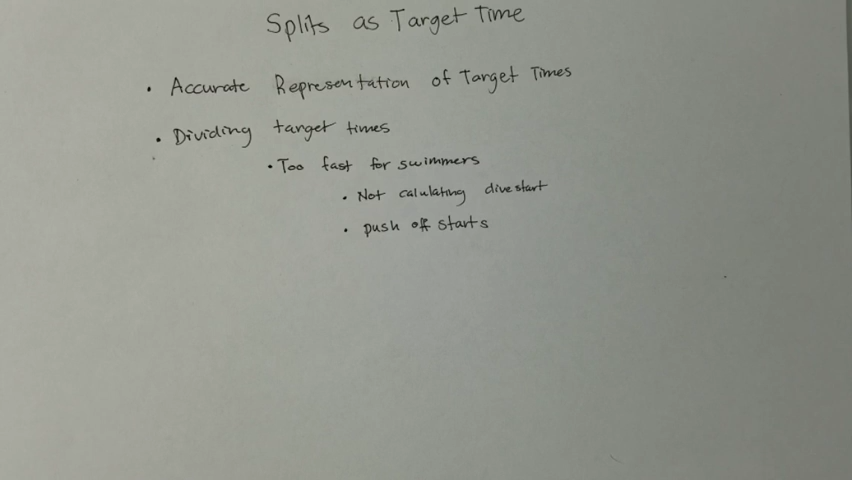 Splits as Target Time
• Accurate Representation of Target Times
• Dividing target times
• Too fast for swimmers
• Not calulating dive start
• push off starts